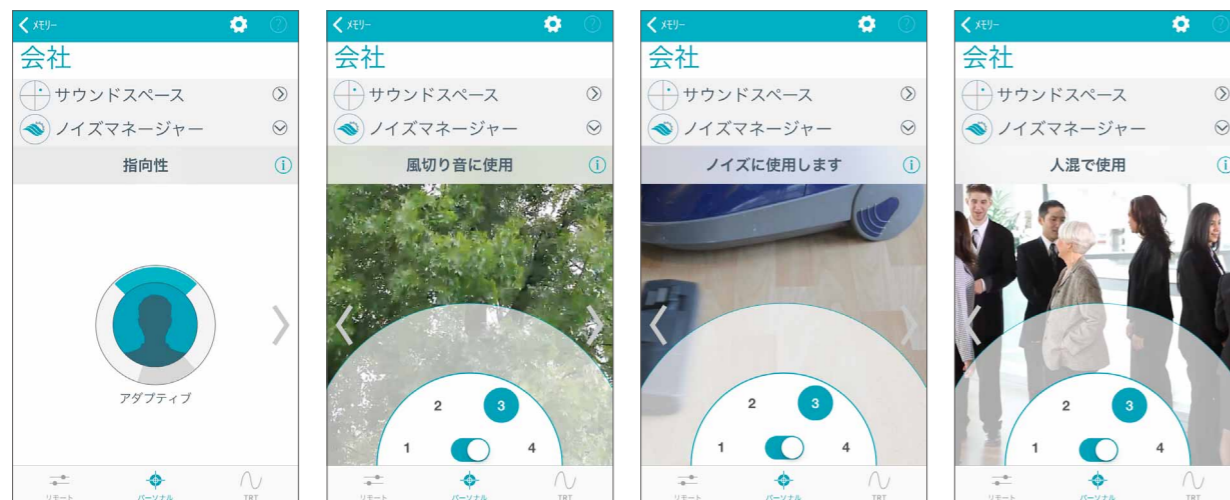 メモリー
会社
サウンドスペース
ノイズマネージャー
指向性
アダプティブ
リモート
パーソナル
TRT
メモリー
会社
サウンドスペース
ノイズマネージャー
風切り音に使用
2 3
1 4
リモート
パーソナル
TRT
メモリー
会社
サウンドスペース
ノイズマネージャー
ノイズに使用します
2 3
1 4
リモート
パーソナル
TRT
メモリー
会社
サウンドスペース
ノイズマネージャー
人混で使用
2 3
1 4
リモート
パーソナル
TRT